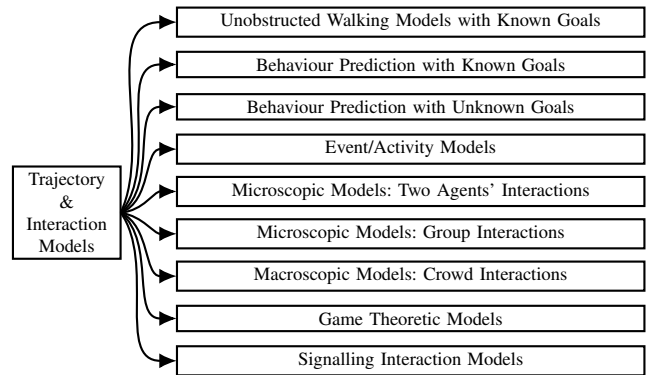 Unobstructed Walking Models with Known Goals
Behaviour Prediction with Known Goals
Behaviour Prediction with Unknown Goals
Event/Activity Models
Trajectory
&
Interaction
Models
Microscopic Models: Two Agents’ Interactions
Microscopic Models: Group Interactions
Macroscopic Models: Crowd Interactions
Game Theoretic Models
Signalling Interaction Models